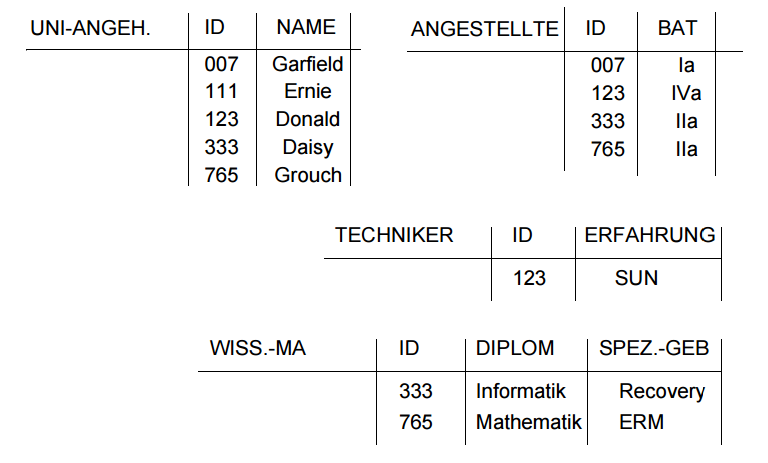 UNI-ANGEH. ID NAME
007 Garfield
111 Ernie
123 Donald
333 Daisy
765 Grouch
ANGESTELLTE ID BAT
007 Ia
123 IVa
333 IIa
765 IIa
TECHNIKER ID ERFAHRUNG
123 SUN
WISS.-MA ID DIPLOM SPEZ.-GEB
333 Informatik Recovery
765 Mathematik ERM